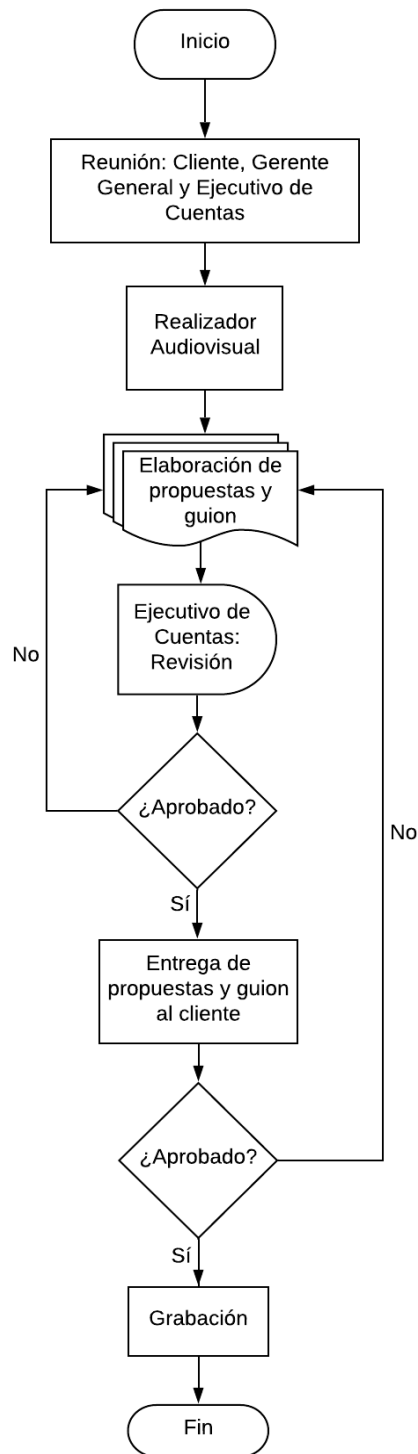 Inicio
Reunión: Cliente, Gerente
General y Ejecutivo de
Cuentas
Realizador
Audiovisual
Elaboración de
propuestas y
guion
Ejecutivo de
Cuentas:
Revisión
No
¿Aprobado?
No
Sí
Entrega de
propuestas y guion
al cliente
¿Aprobado?
Sí
Grabación
Fin